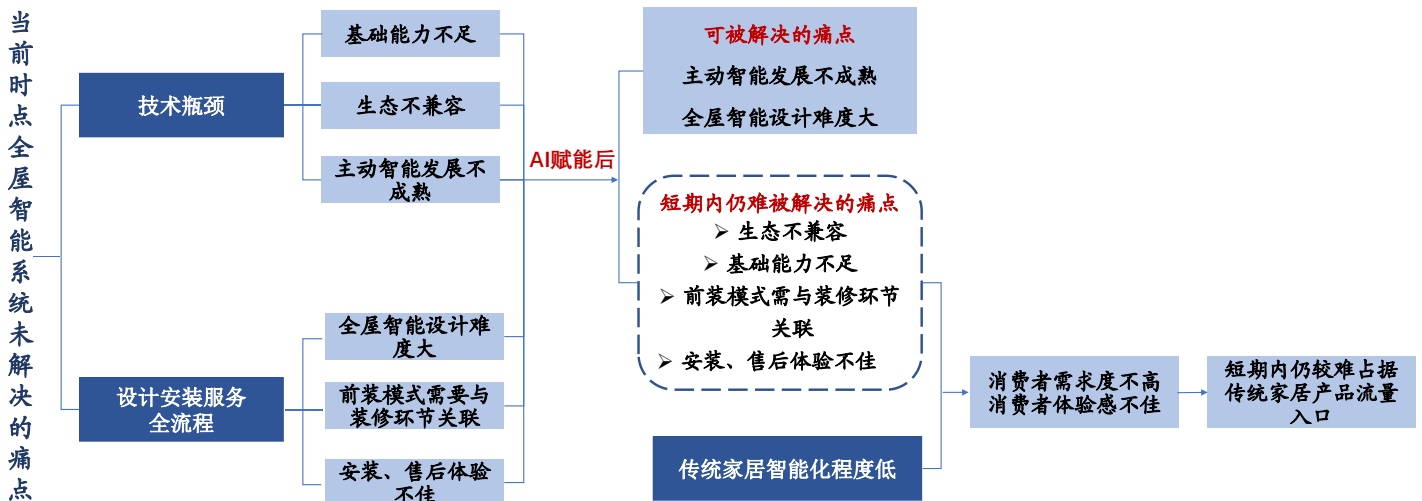 当前时点全屋智能系统未解决的痛点
技术瓶颈
基础能力不足
生态不兼容
主动智能发展不
成熟
设计安装服务
全流程
全屋智能设计难
度大
前装模式需要与
装修环节关联
安装、售后体验
不佳
AI赋能后
可被解决的痛点
主动智能发展不成熟
全屋智能设计难度大
短期内仍难被解决的痛点
➢ 生态不兼容
➢ 基础能力不足
➢ 前装模式需与装修环节
关联
➢ 安装、售后体验不佳
传统家居智能化程度低
消费者需求度不高
消费者体验感不佳
短期内仍较难占据
传统家居产品流量
入口